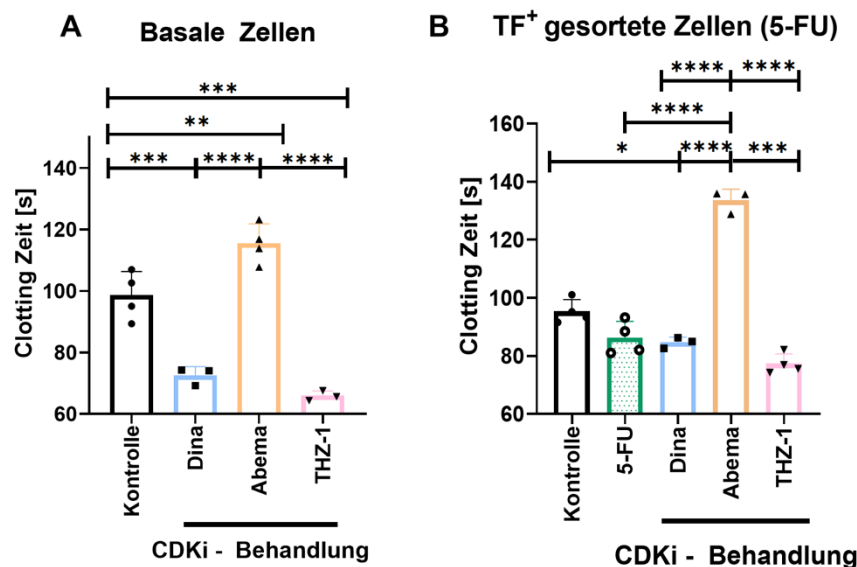 A
Basale Zellen
***
**
*** **** ****
Clotting Zeit [s]
140
120
100
80
60
Kontrolle
Dina
Abema
THZ-1
CDKi - Behandlung
B
TF+ gesortete Zellen (5-FU)
**** ****
****
* **** ***
Clotting Zeit [s]
160
140
120
100
80
60
Kontrolle
5-FU
Dina
Abema
THZ-1
CDKi - Behandlung